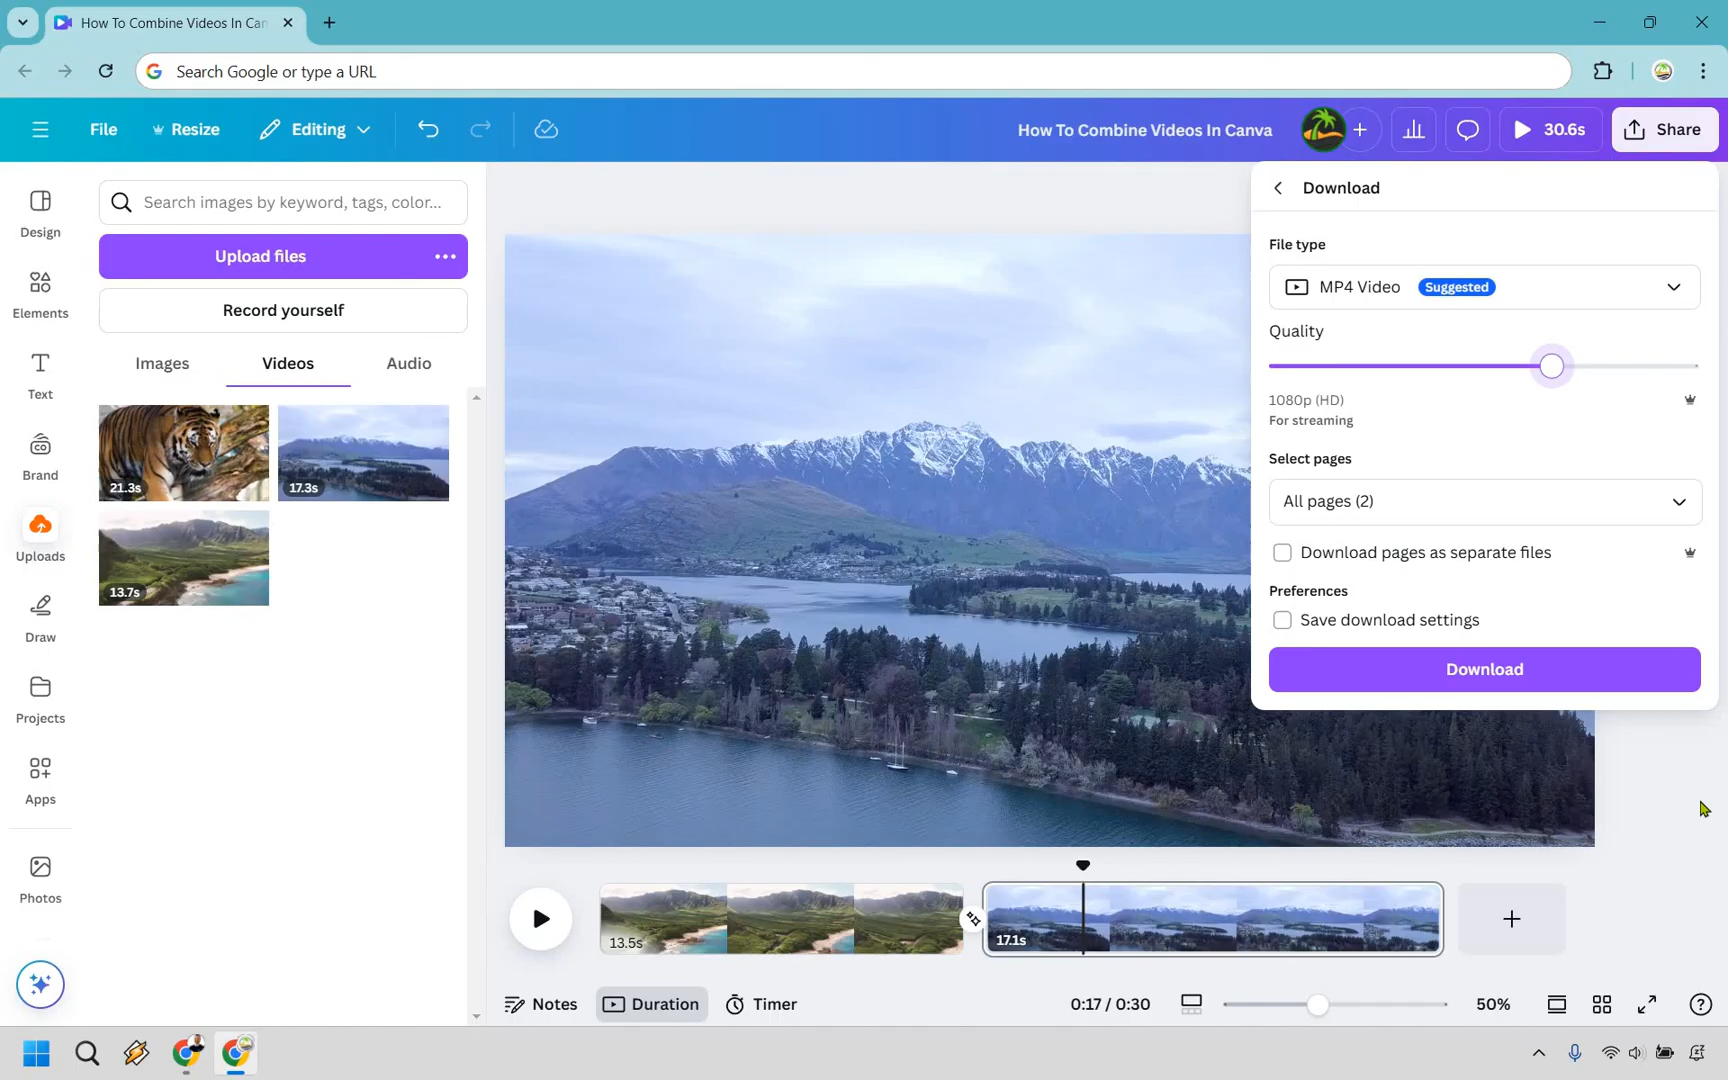 How To Combine Videos In Can
Search Google or type a URL
File
Resize
Editing
How To Combine Videos In Canva
30.6s
Share
Design
Elements
Text
Brand
Uploads
Draw
Projects
Apps
Photos
Search images by keyword, tags, color...
Upload files
Record yourself
Images
Videos
Audio
21.3s
17.3s
13.7s
Download
File type
MP4 Video
Suggested
Quality
1080p (HD)
For streaming
Select pages
All pages (2)
Download pages as separate files
Preferences
Save download settings
Download
13.5s
17.1s
Notes
Duration
Timer
0:17 / 0:30
50%